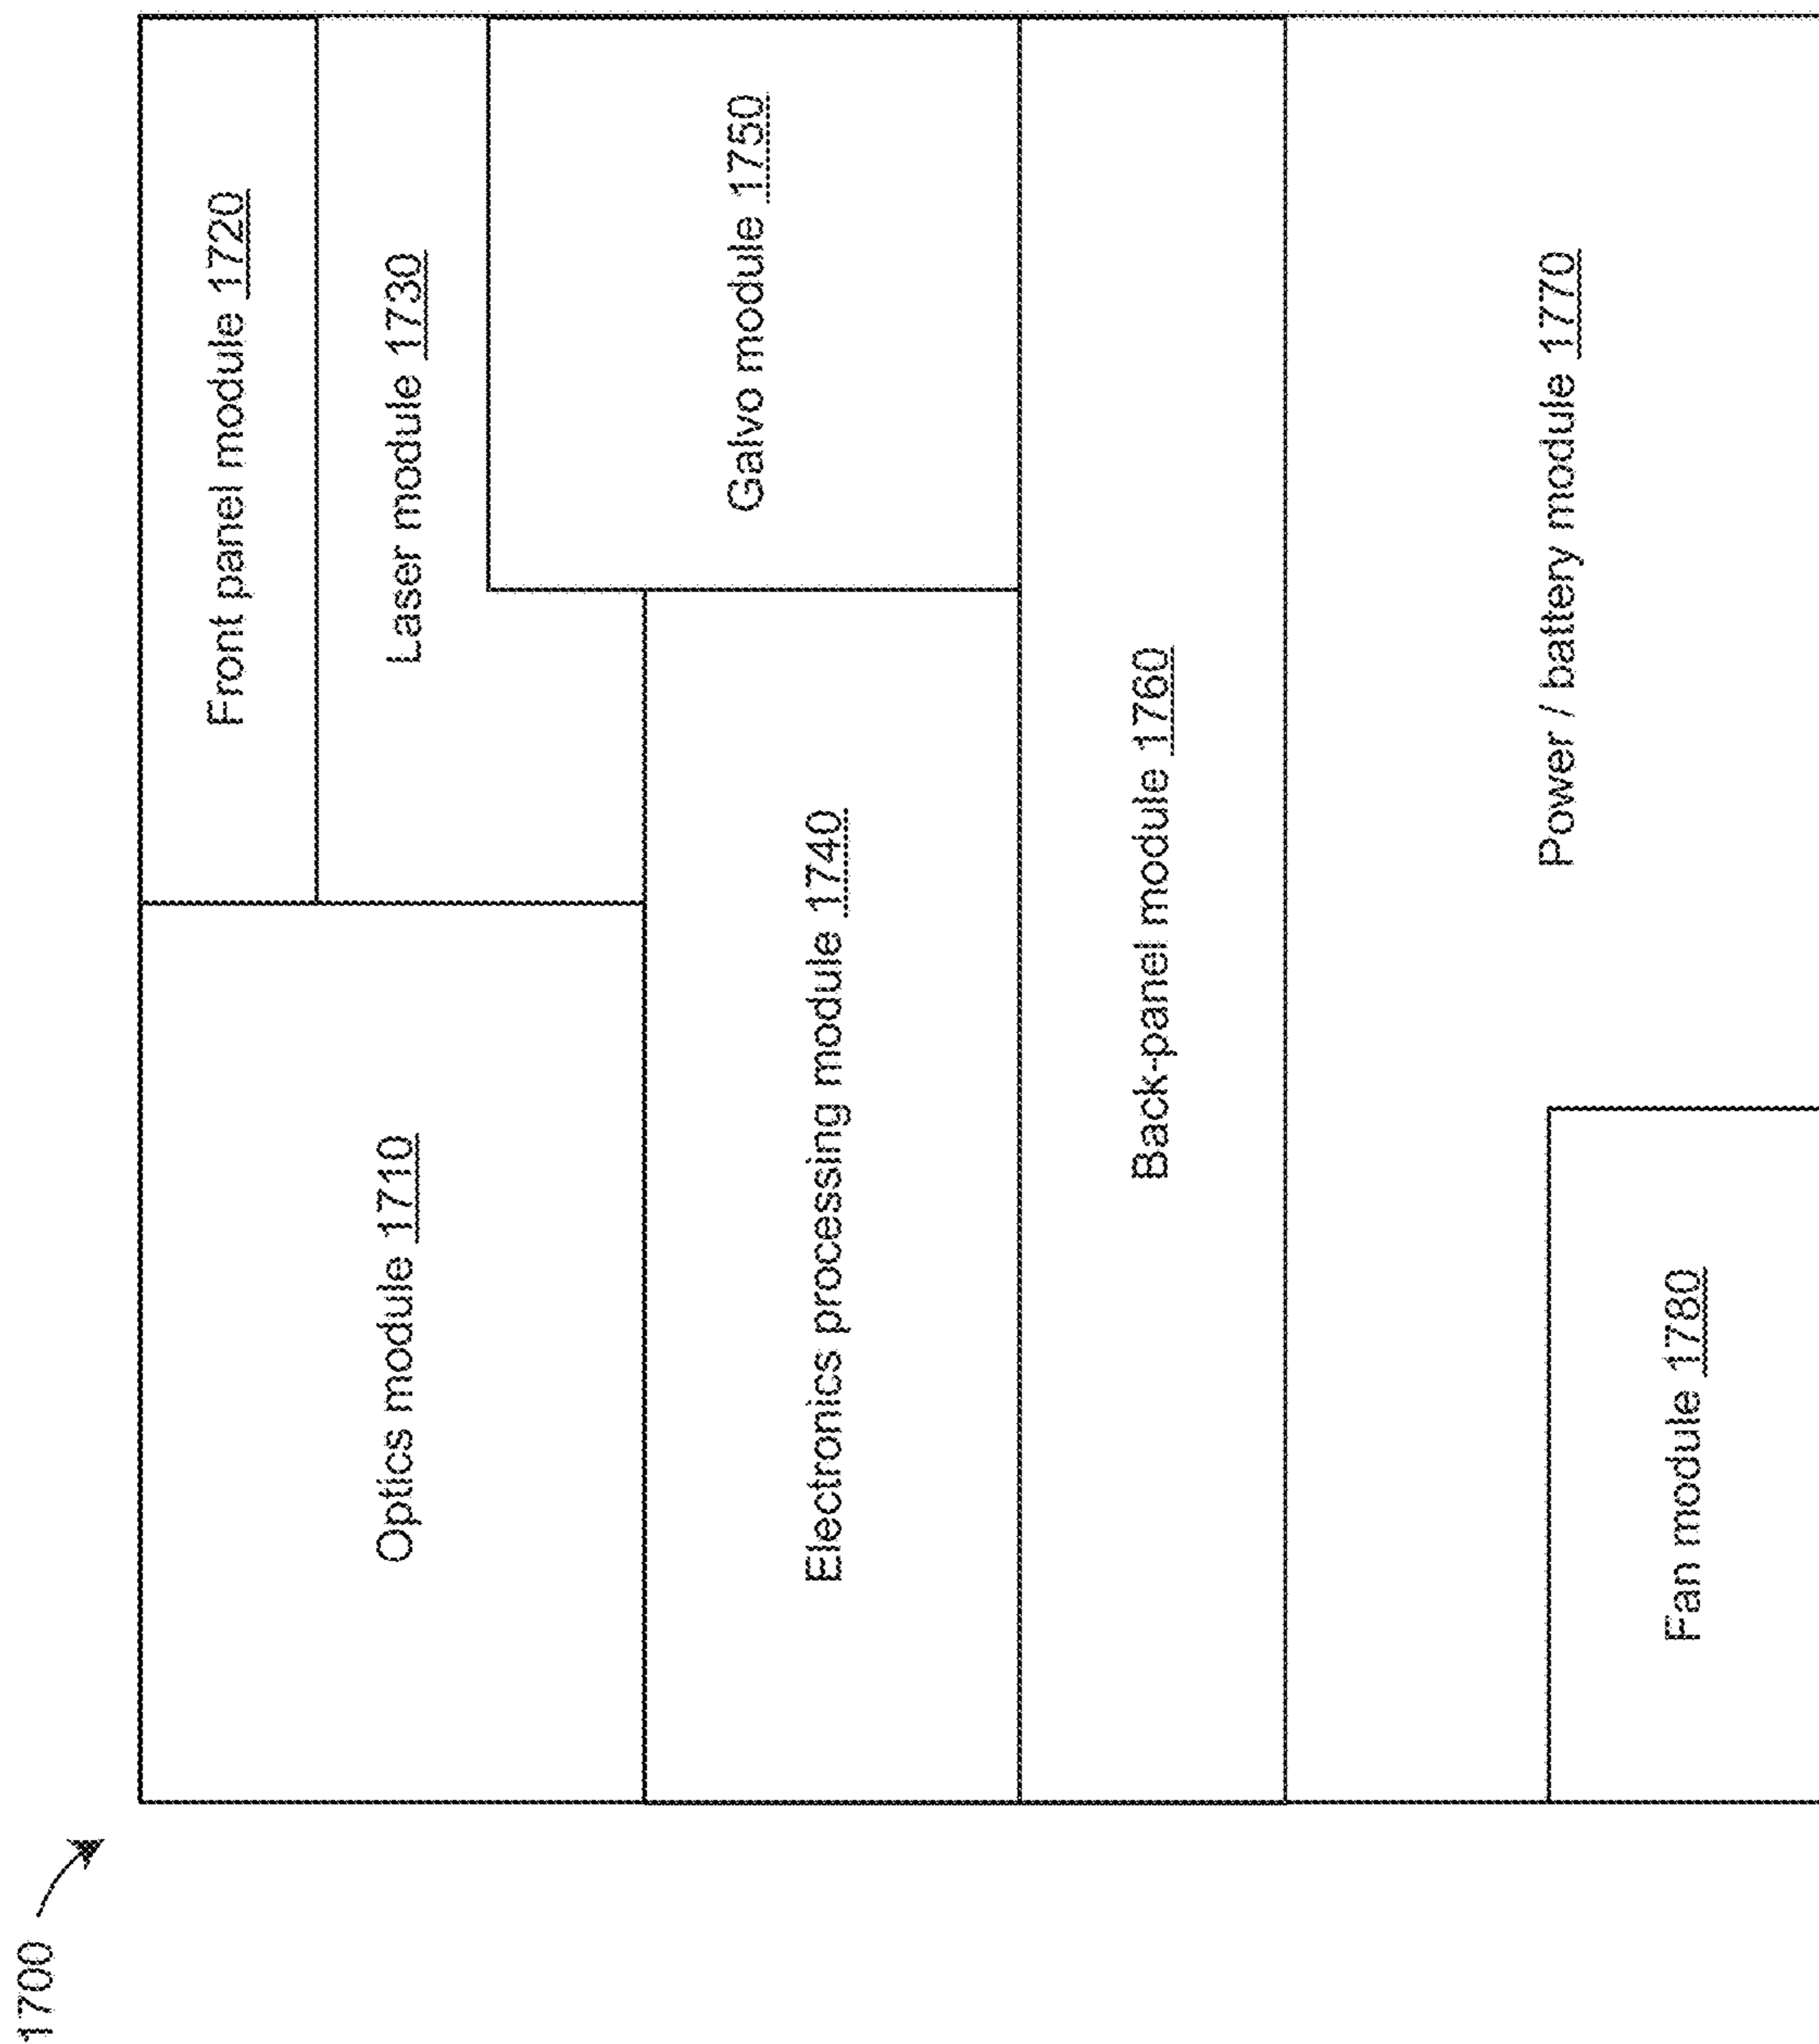 1700
Optics module 1710
Front panel module 1720
Laser module 1730
Electronics processing module 1740
Galvo module 1750
Back-panel module 1760
Power / battery module 1770
Fan module 1780